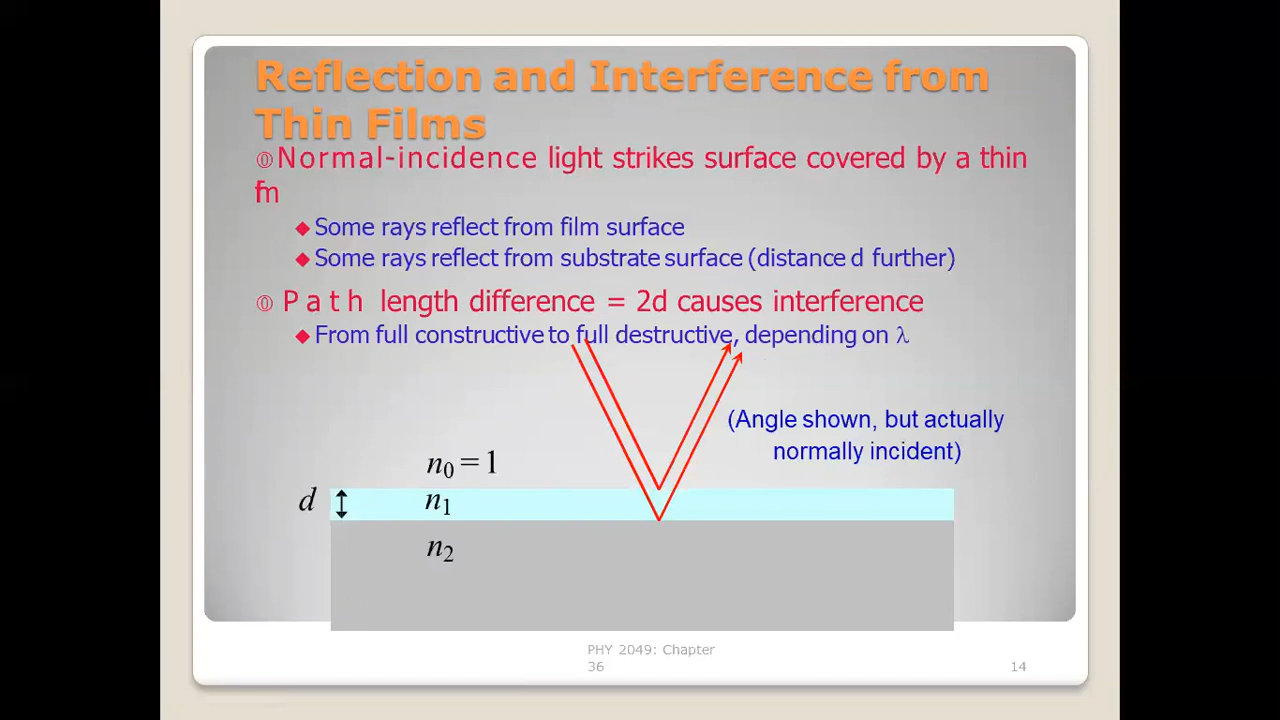 Reflection and Interference from
Thin Films
Normal-incidence light strikes surface covered by a thin
fm
Some rays reflect from film surface
Some rays reflect from substrate surface (distance d further)
P a t h length difference = 2d causes interference
From full constructive to full destructive, depending on λ
(Angle shown, but actually
normally incident)
n₀ = 1
d
n₁
n₂
PHY 2049: Chapter
36
14